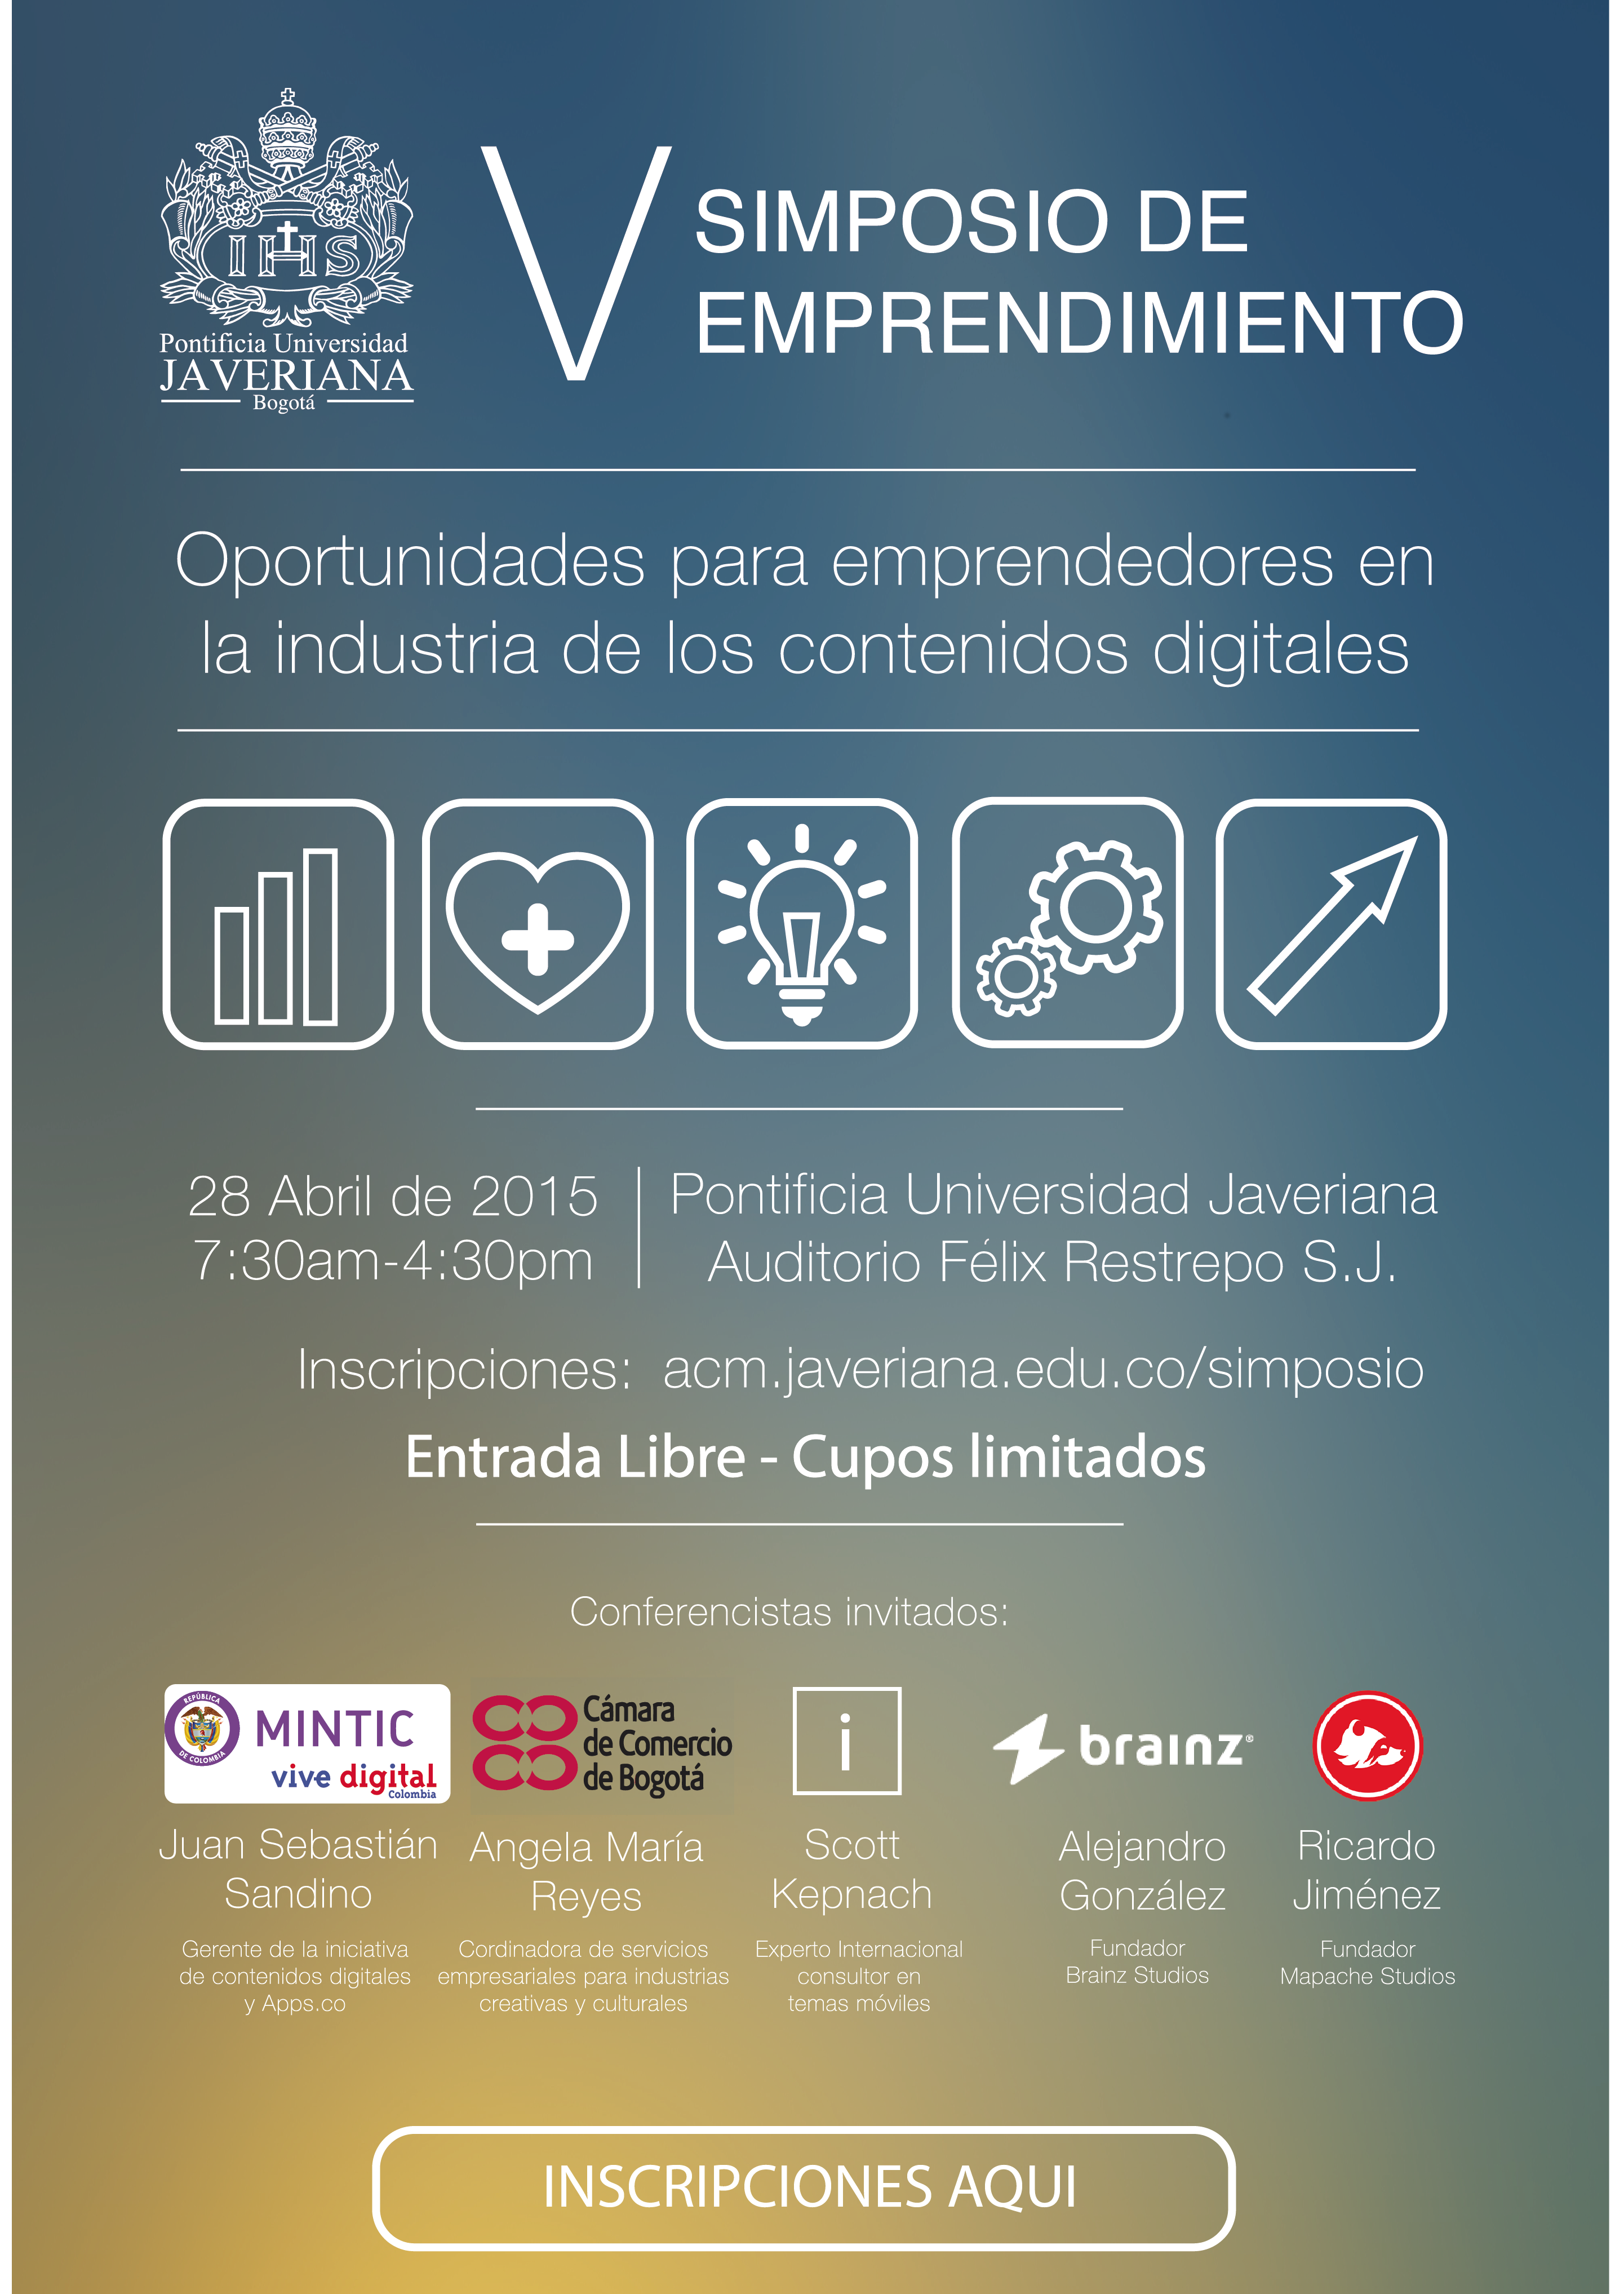 IHS
Pontificia Universidad
JAVERIANA
Bogotá
V SIMPOSIO DE
EMPRENDIMIENTO
Oportunidades para emprendedores en
la industria de los contenidos digitales
28 Abril de 2015
7:30am-4:30pm
Pontificia Universidad Javeriana
Auditorio Félix Restrepo S.J.
Inscripciones: acm.javeriana.edu.co/simposio
Entrada Libre - Cupos limitados
Conferencistas invitados:
REPÚBLICA
DE COLOMBIA
MINTIC
vive digital
Colombia
Juan Sebastián
Sandino
Gerente de la iniciativa
de contenidos digitales
y Apps.co
Cámara
de Comercio
de Bogotá
Angela María
Reyes
Cordinadora de servicios
empresariales para industrias
creativas y culturales
i
Scott
Kepnach
Experto Internacional
consultor en
temas móviles
brainz®
Alejandro
González
Fundador
Brainz Studios
Ricardo
Jiménez
Fundador
Mapache Studios
INSCRIPCIONES AQUI